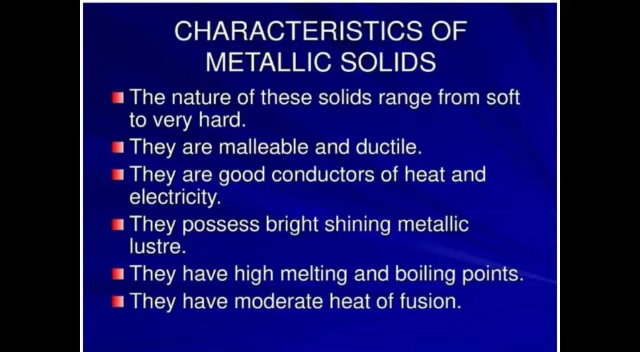 CHARACTERISTICS OF
METALLIC SOLIDS
The nature of these solids range from soft
to very hard.
They are malleable and ductile.
They are good conductors of heat and
electricity.
They possess bright shining metallic
lustre.
They have high melting and boiling points.
They have moderate heat of fusion.